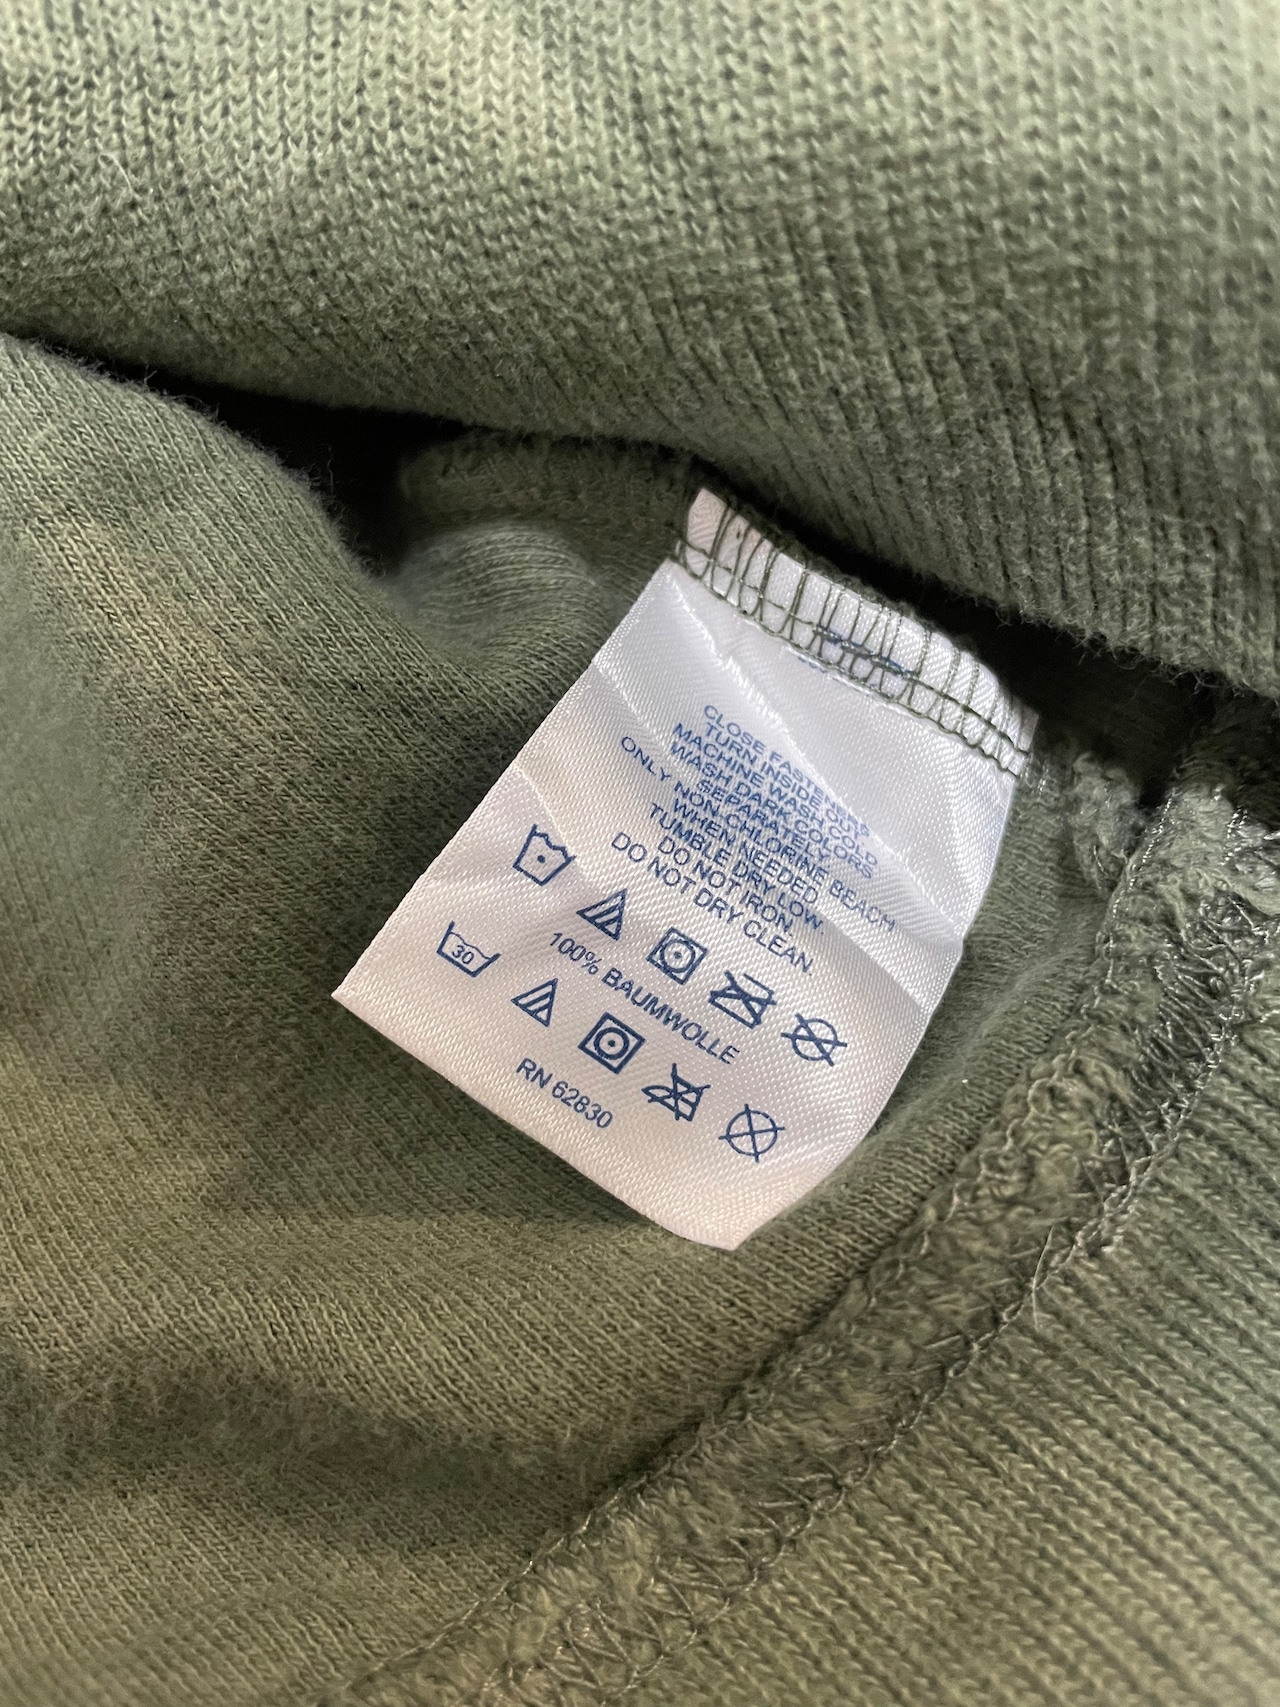 CLOSE FASTENERS
TURN INSIDE OUT
MACHINE WASH COLD
WASH DARK COLORS
SEPARATELY.
ONLY NON-CHLORINE BEACH
WHEN NEEDED
TUMBLE DRY LOW
DO NOT IRON
DO NOT DRY CLEAN
100% BAUMWOLLE
30
RN 62830